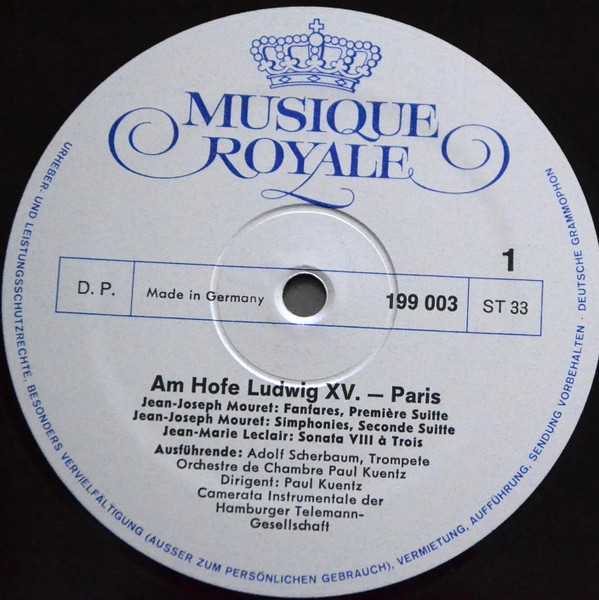 MUSIQUE
ROYALE
1
D. P.
Made in Germany
199 003
ST 33
Am Hofe Ludwig XV. — Paris
Jean-Joseph Mouret: Fanfares, Première Suitte
Jean-Joseph Mouret: Simphonies, Seconde Suitte
Jean-Marie Leclair: Sonata VIII à Trois
Ausführende: Adolf Scherbaum, Trompete
Orchestre de Chambre Paul Kuentz
Dirigent: Paul Kuentz
Camerata Instrumentale der
Hamburger Telemann-
Gesellschaft
URHEBER- UND LEISTUNGSSCHUTZRECHTE, BESONDERS VERVIELFÄLTIGUNG (AUSSER ZUM PERSÖNLICHEN GEBRAUCH), VERMIETUNG, AUFFÜHRUNG, SENDUNG VORBEHALTEN · DEUTSCHE GRAMMOPHON